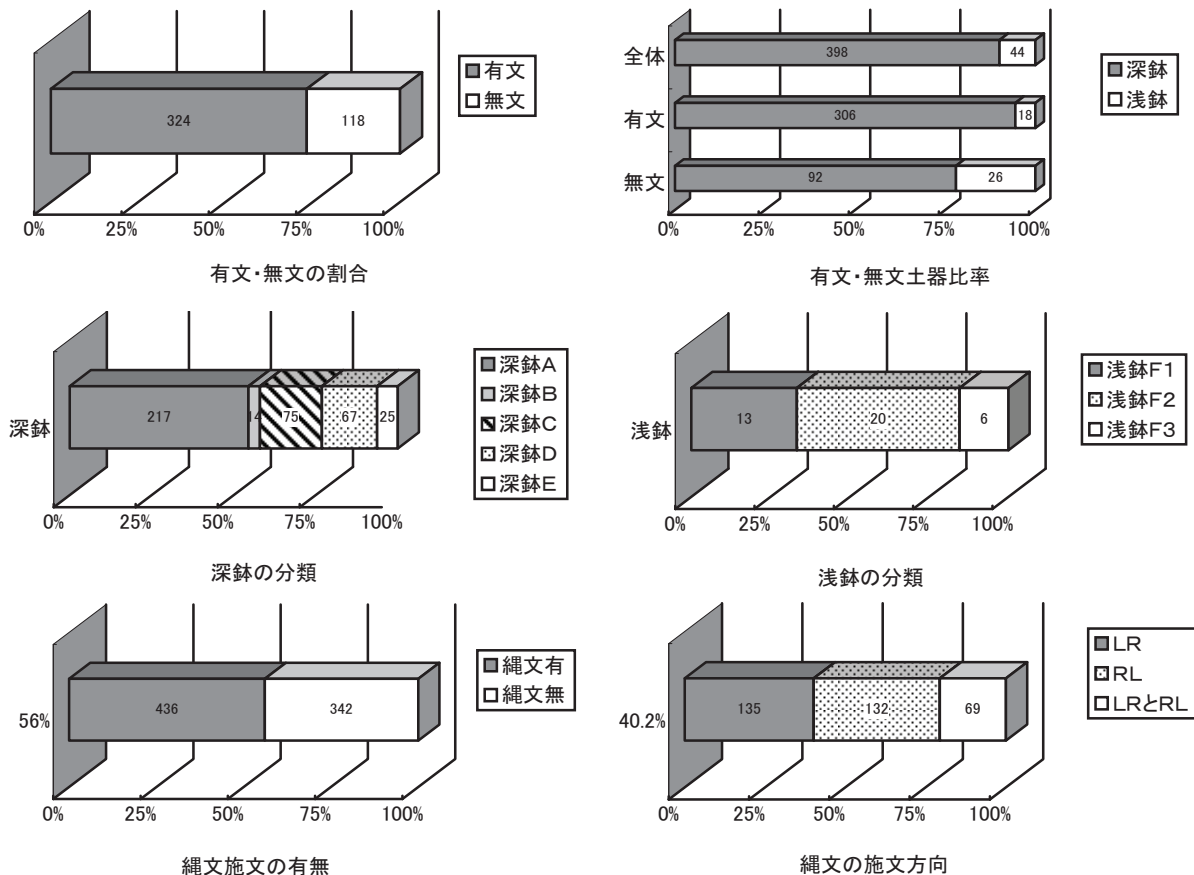 324
118
有文
無文
0% 25% 50% 75% 100%
有文・無文の割合
全体
398
44
有文
306
18
無文
92
26
深鉢
浅鉢
0% 25% 50% 75% 100%
有文・無文土器比率
深鉢
217
14
75
67
25
深鉢A
深鉢B
深鉢C
深鉢D
深鉢E
0% 25% 50% 75% 100%
深鉢の分類
浅鉢
13
20
6
浅鉢F1
浅鉢F2
浅鉢F3
0% 25% 50% 75% 100%
浅鉢の分類
56%
436
342
縄文有
縄文無
0% 25% 50% 75% 100%
縄文施文の有無
40.2%
135
132
69
LR
RL
LRとRL
0% 25% 50% 75% 100%
縄文の施文方向